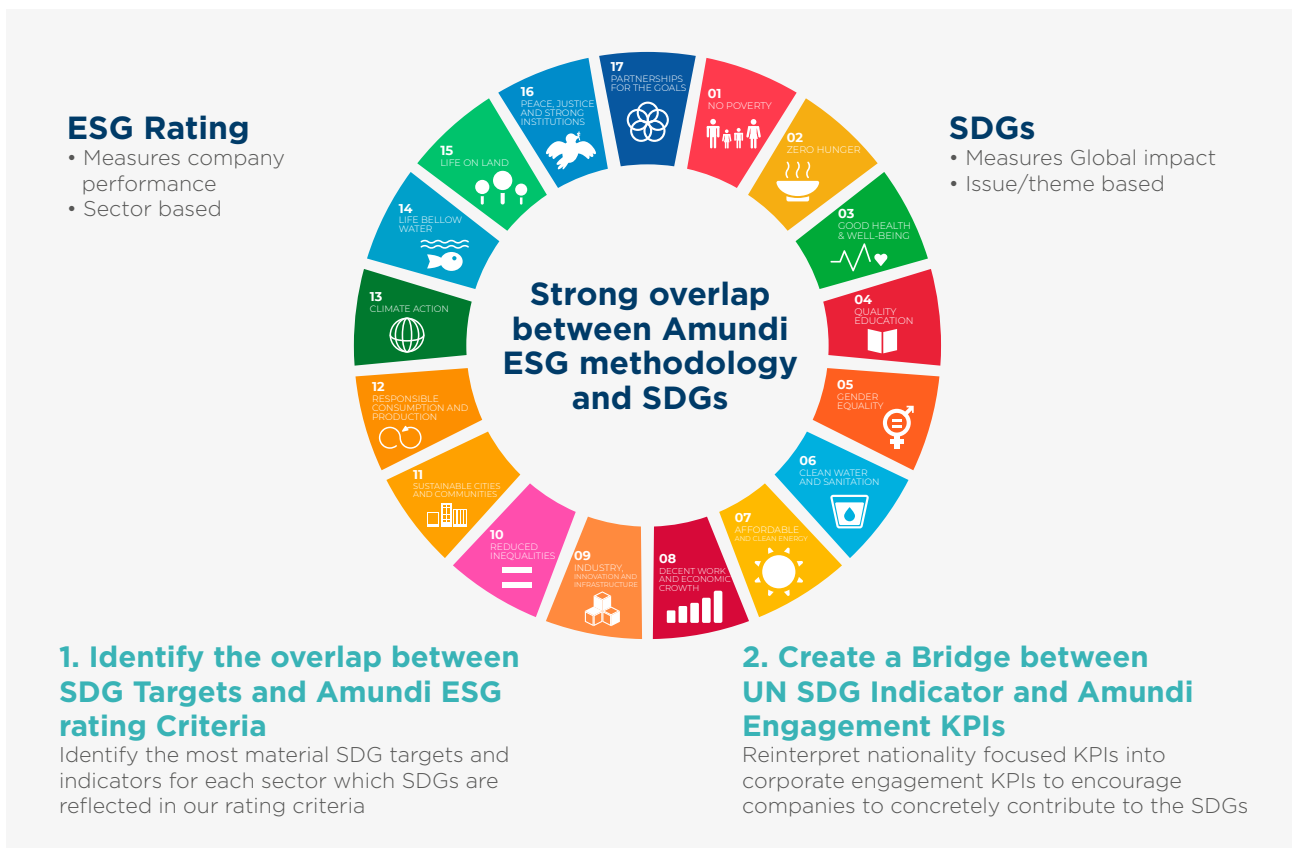 ESG Rating
• Measures company
performance
• Sector based
SDGs
• Measures Global impact
• Issue/theme based
17
PARTNERSHIPS
FOR THE GOALS
01
NO POVERTY
02
ZERO HUNGER
03
GOOD HEALTH
& WELL-BEING
04
QUALITY
EDUCATION
05
GENDER
EQUALITY
06
CLEAN WATER
AND SANITATION
07
AFFORDABLE
AND CLEAN ENERGY
08
DECENT WORK
AND ECONOMIC
GROWTH
09
INDUSTRY,
INNOVATION AND
INFRASTRUCTURE
10
REDUCED
INEQUALITIES
11
SUSTAINABLE CITIES
AND COMMUNITIES
12
RESPONSIBLE
CONSUMPTION AND
PRODUCTION
13
CLIMATE ACTION
14
LIFE BELLOW
WATER
15
LIFE ON LAND
16
PEACE, JUSTICE
AND STRONG
INSTITUTIONS
Strong overlap
between Amundi
ESG methodology
and SDGs
1. Identify the overlap between
SDG Targets and Amundi ESG
rating Criteria
Identify the most material SDG targets and
indicators for each sector which SDGs are
reflected in our rating criteria
2. Create a Bridge between
UN SDG Indicator and Amundi
Engagement KPIs
Reinterpret nationality focused KPIs into
corporate engagement KPIs to encourage
companies to concretely contribute to the SDGs